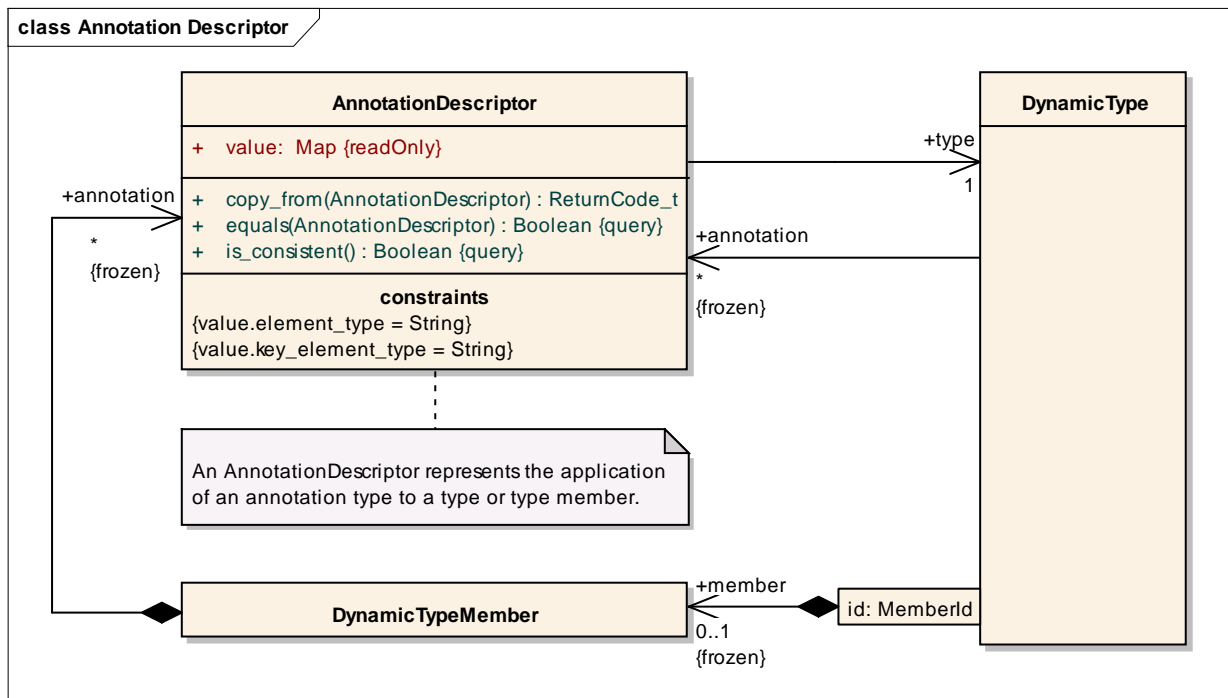 class Annotation Descriptor
AnnotationDescriptor
+ value: Map {readOnly}
+ copy_from(AnnotationDescriptor) : ReturnCode_t
+ equals(AnnotationDescriptor) : Boolean {query}
+ is_consistent() : Boolean {query}
constraints
{value.element_type = String}
{value.key_element_type = String}
DynamicType
+type
1
+annotation
*
{frozen}
+annotation
*
{frozen}
An AnnotationDescriptor represents the application
of an annotation type to a type or type member.
DynamicTypeMember
+member
0..1
{frozen}
id: MemberId